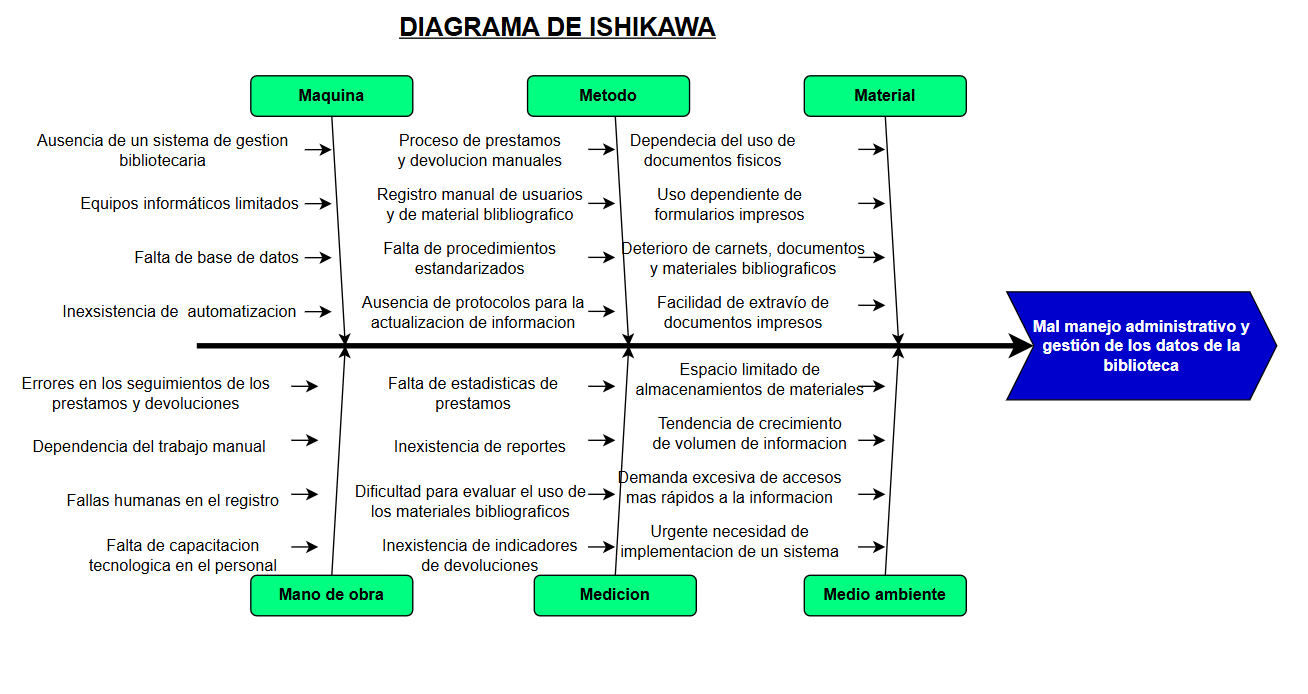 DIAGRAMA DE ISHIKAWA
Maquina
Metodo
Material
Ausencia de un sistema de gestion
bibliotecaria
Equipos informáticos limitados
Falta de base de datos
Inexsistencia de automatizacion
Proceso de prestamos
y devolucion manuales
Registro manual de usuarios
y de material blibliografico
Falta de procedimientos
estandarizados
Ausencia de protocolos para la
actualizacion de informacion
Dependecia del uso de
documentos fisicos
Uso dependiente de
formularios impresos
Deterioro de carnets, documentos
y materiales bibliograficos
Facilidad de extravío de
documentos impresos
Mal manejo administrativo y
gestión de los datos de la
biblioteca
Errores en los seguimientos de los
prestamos y devoluciones
Dependencia del trabajo manual
Fallas humanas en el registro
Falta de capacitacion
tecnologica en el personal
Falta de estadisticas de
prestamos
Inexistencia de reportes
Dificultad para evaluar el uso de
los materiales bibliograficos
Inexistencia de indicadores
de devoluciones
Espacio limitado de
almacenamientos de materiales
Tendencia de crecimiento
de volumen de informacion
Demanda excesiva de accesos
mas rápidos a la informacion
Urgente necesidad de
implementacion de un sistema
Mano de obra
Medicion
Medio ambiente